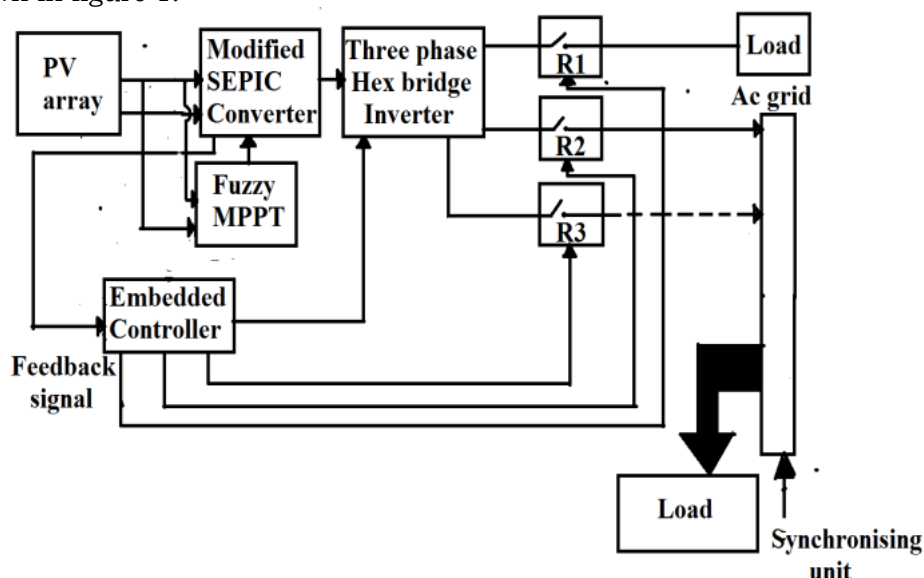 PV
array
Modified
SEPIC
Converter
Three phase
Hex bridge
Inverter
R1
Load
Ac grid
R2
Fuzzy
MPPT
R3
Embedded
Controller
Feedback
signal
Load
Synchronising
unit